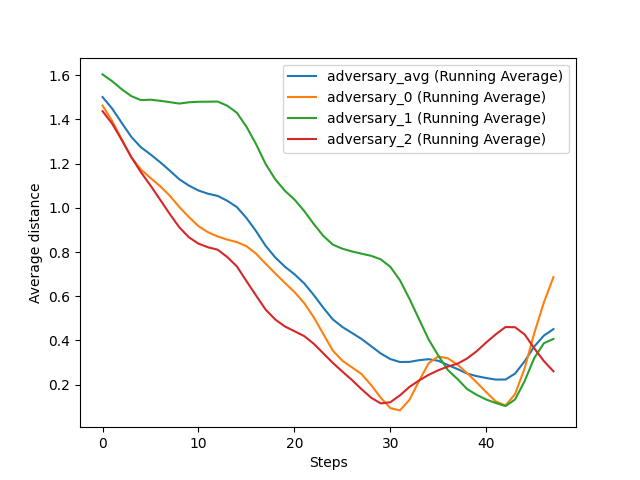 adversary_avg (Running Average)
adversary_0 (Running Average)
adversary_1 (Running Average)
adversary_2 (Running Average)
Average distance
1.6
1.4
1.2
1.0
0.8
0.6
0.4
0.2
0
10
20
30
40
Steps